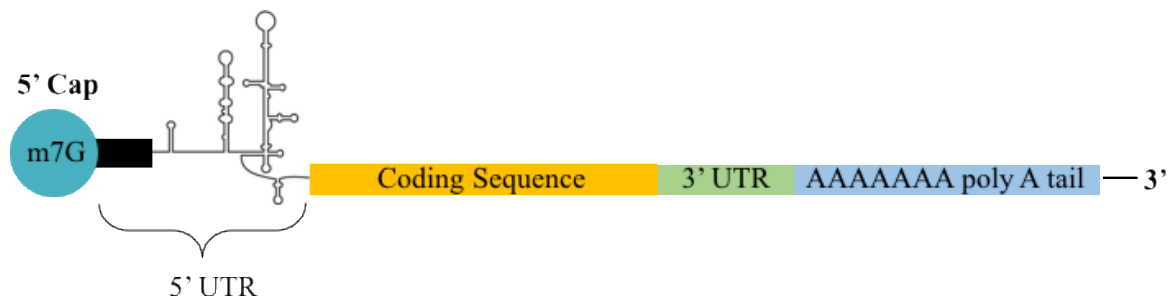 5’ Cap
m7G
Coding Sequence
3’ UTR
AAAAAAA poly A tail
3’
5’ UTR